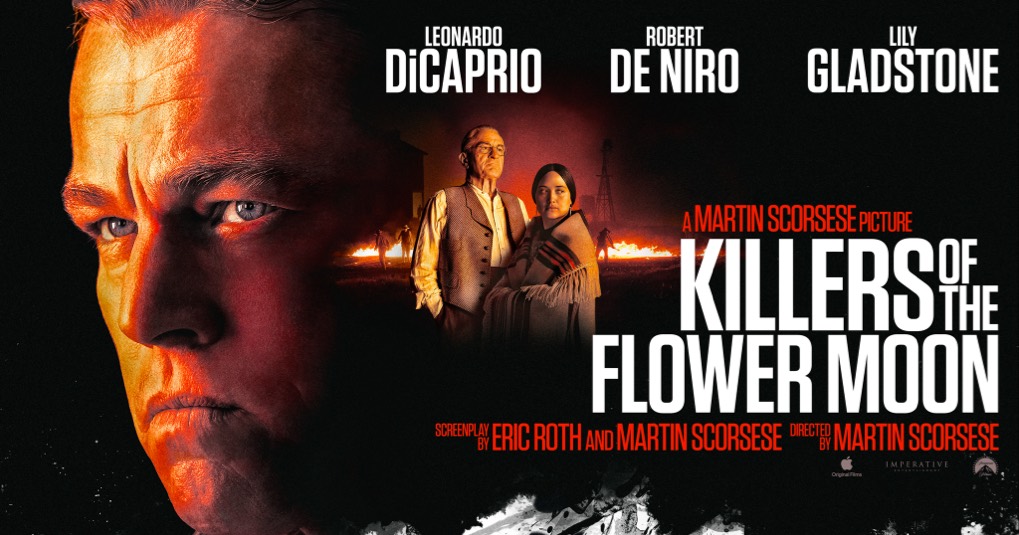 LEONARDO
DiCAPRIO
ROBERT
DE NIRO
LILY
GLADSTONE
A MARTIN SCORSESE PICTURE
KILLERS OF THE
FLOWER MOON
SCREENPLAY BY ERIC ROTH AND MARTIN SCORSESE DIRECTED BY MARTIN SCORSESE
Original Films
IMPERATIVE
ENTERTAINMENT